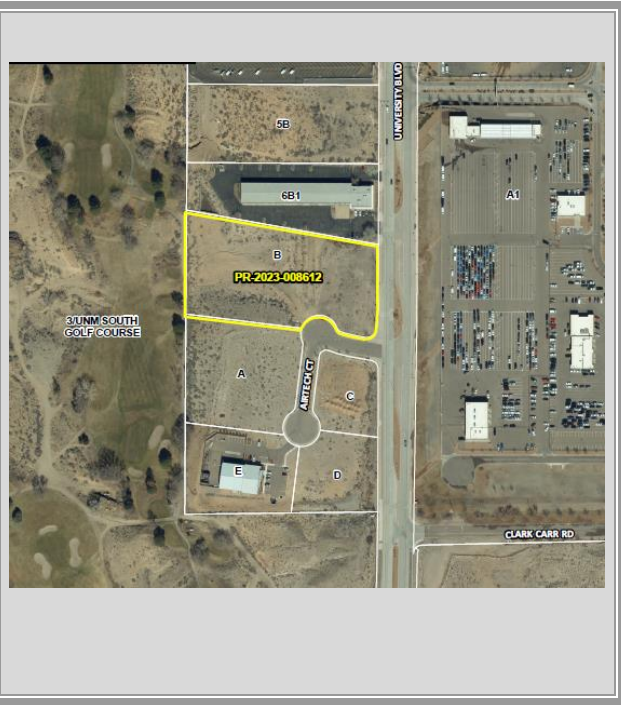 UNIVERSITY BLVD
5B
6B1
A1
B
PR-2023-008612
3/UNM SOUTH
GOLF COURSE
A
AIRTECH CT
C
E
D
CLARK CARR RD